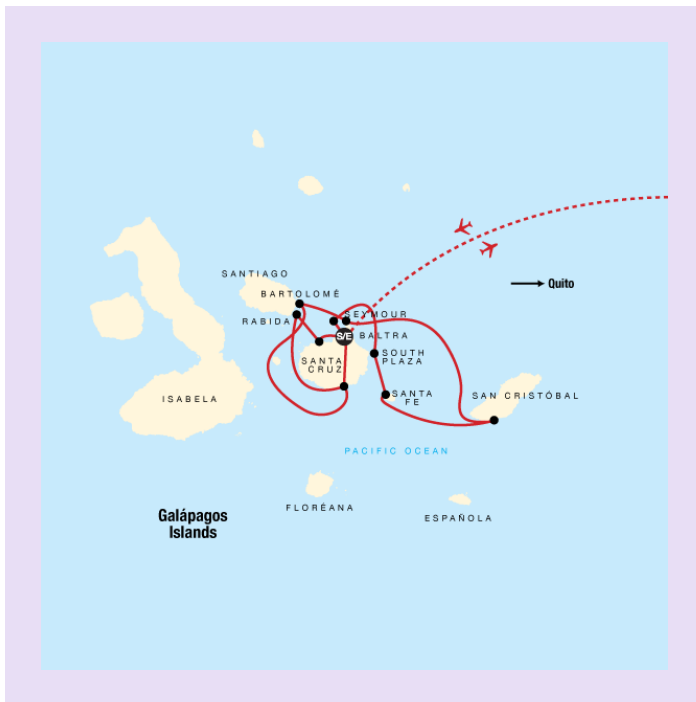 SANTIAGO
BARTOLOMÉ
RABIDA
SEYMOUR
S/E BALTRA
SOUTH
PLAZA
SANTA
CRUZ
SANTA
FE
SAN CRISTÓBAL
ISABELA
Quito
PACIFIC OCEAN
FLORÉANA
ESPAÑOLA
Galápagos
Islands